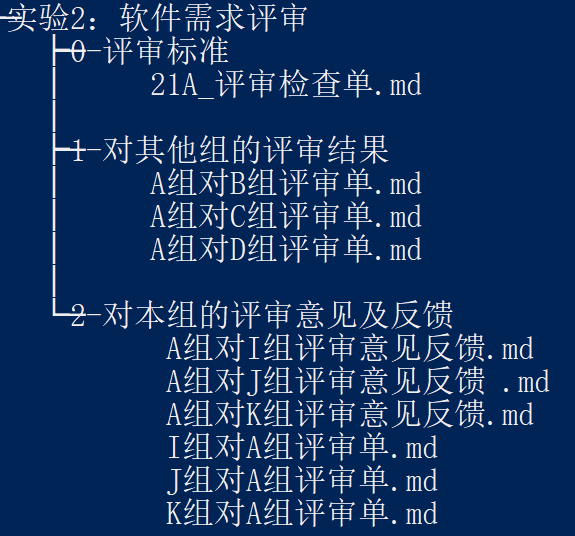 实验2：软件需求评审
├─0-评审标准
│      21A_评审检查单.md
│
├─1-对其他组的评审结果
│      A组对B组评审单.md
│      A组对C组评审单.md
│      A组对D组评审单.md
│
└─2-对本组的评审意见及反馈
        A组对I组评审意见反馈.md
        A组对J组评审意见反馈 .md
        A组对K组评审意见反馈.md
        I组对A组评审单.md
        J组对A组评审单.md
        K组对A组评审单.md